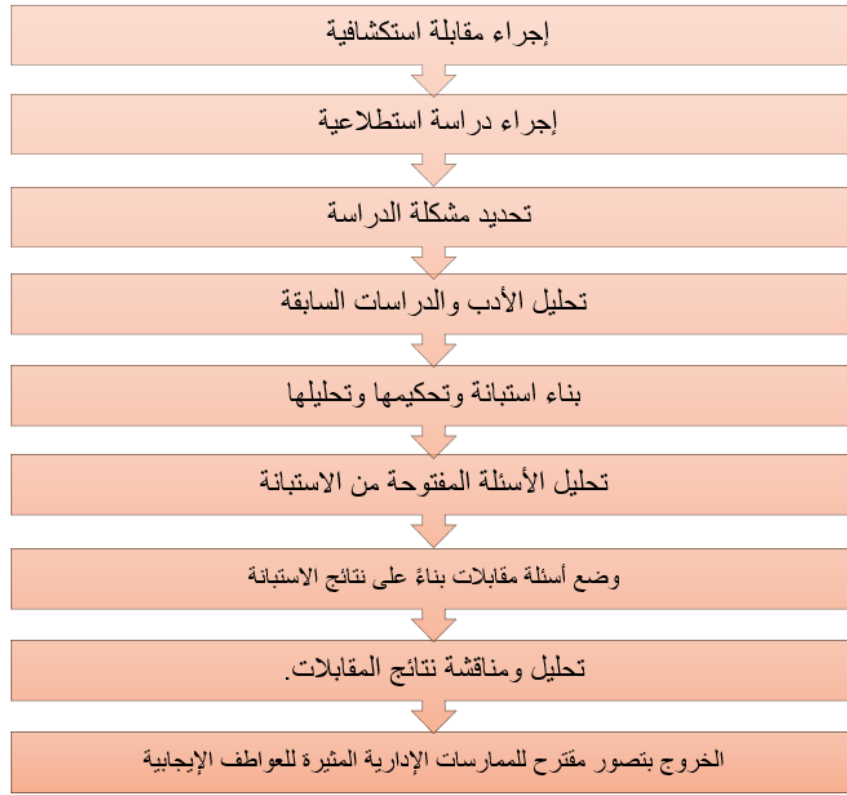 إجراء مقابلة استكشافية
إجراء دراسة استطلاعية
تحديد مشكلة الدراسة
تحليل الأدب والدراسات السابقة
بناء استبانة وتحكيمها وتحليلها
تحليل الأسئلة المفتوحة من الاستبانة
وضع أسئلة مقابلات بناءً على نتائج الاستبانة
تحليل ومناقشة نتائج المقابلات.
الخروج بتصور مقترح للممارسات الإدارية المثيرة للعواطف الإيجابية